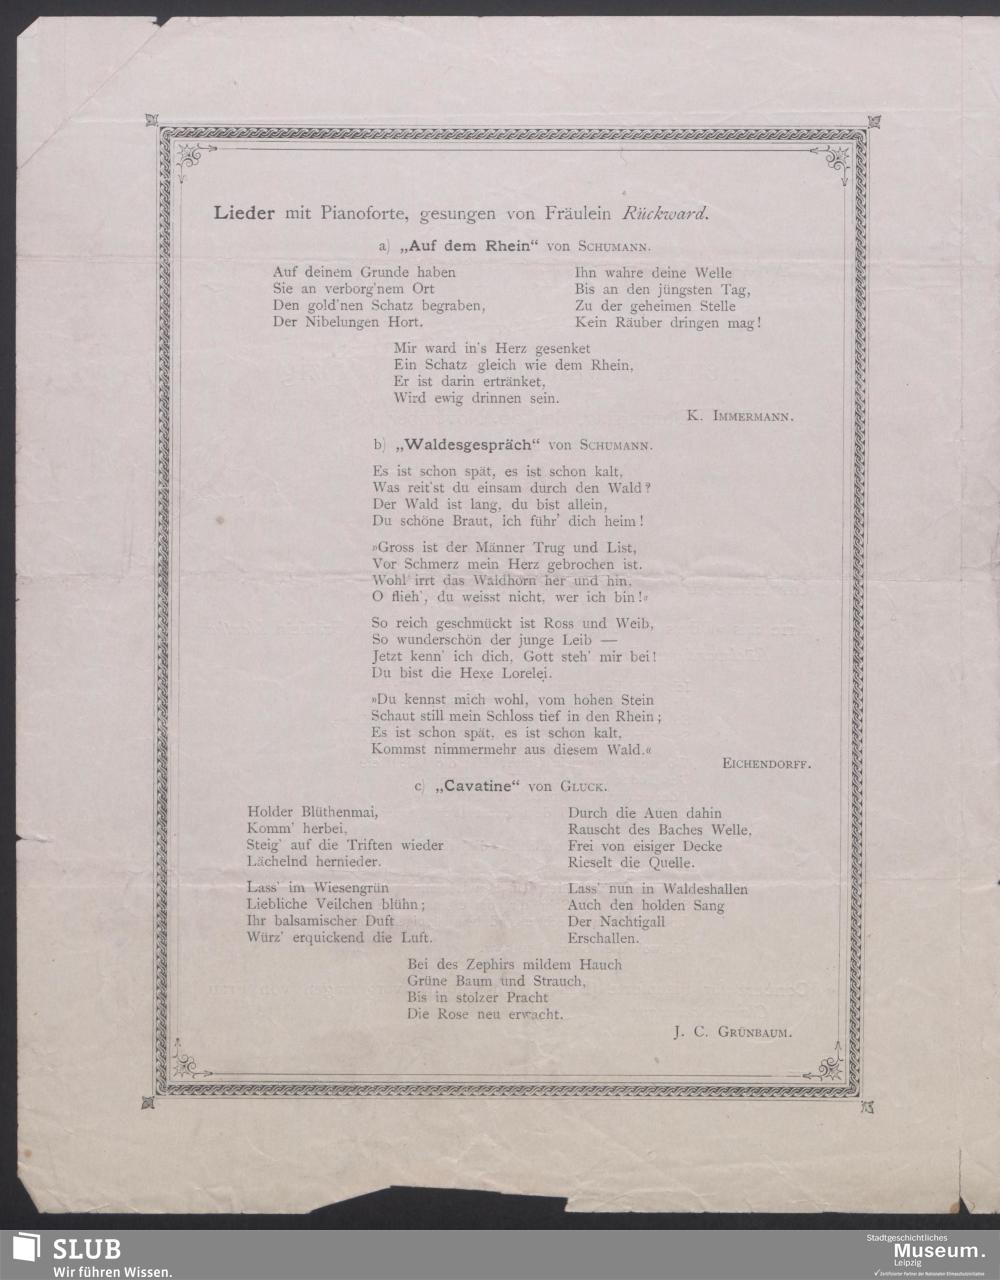 Lieder mit Pianoforte, gesungen von Fräulein Rückward.
a) „Auf dem Rhein“ von Schumann.
Auf deinem Grunde haben
Sie an verborg'nem Ort
Den gold'nen Schatz begraben,
Der Nibelungen Hort.
Ihn wahre deine Welle
Bis an den jüngsten Tag,
Zu der geheimen Stelle
Kein Räuber dringen mag!
Mir ward in's Herz gesenket
Ein Schatz gleich wie dem Rhein,
Er ist darin ertränket,
Wird ewig drinnen sein.
K. Immermann.
b) „Waldesgespräch“ von Schumann.
Es ist schon spät, es ist schon kalt,
Was reit'st du einsam durch den Wald?
Der Wald ist lang, du bist allein,
Du schöne Braut, ich führ' dich heim!
»Gross ist der Männer Trug und List,
Vor Schmerz mein Herz gebrochen ist.
Wohl irrt das Waldhorn her und hin,
O flieh', du weisst nicht, wer ich bin!«
So reich geschmückt ist Ross und Weib,
So wunderschön der junge Leib —
Jetzt kenn' ich dich, Gott steh' mir bei!
Du bist die Hexe Lorelei.
»Du kennst mich wohl, vom hohen Stein
Schaut still mein Schloss tief in den Rhein;
Es ist schon spät, es ist schon kalt,
Kommst nimmermehr aus diesem Wald.«
Eichendorff.
c) „Cavatine“ von Gluck.
Holder Blüthenmai,
Komm' herbei,
Steig' auf die Triften wieder
Lächelnd hernieder.
Lass' im Wiesengrün
Liebliche Veilchen blühn;
Ihr balsamischer Duft
Würz' erquickend die Luft.
Durch die Auen dahin
Rauscht des Baches Welle,
Frei von eisiger Decke
Rieselt die Quelle.
Lass' nun in Waldeshallen
Auch den holden Sang
Der Nachtigall
Erschallen.
Bei des Zephirs mildem Hauch
Grüne Baum und Strauch,
Bis in stolzer Pracht
Die Rose neu erwacht.
J. C. Grünbaum.
SLUB
Wir führen Wissen.
Stadtgeschichtliches
Museum.
Leipzig
Zertifizierter Partner der Nationalen Klimaschutzinitiative